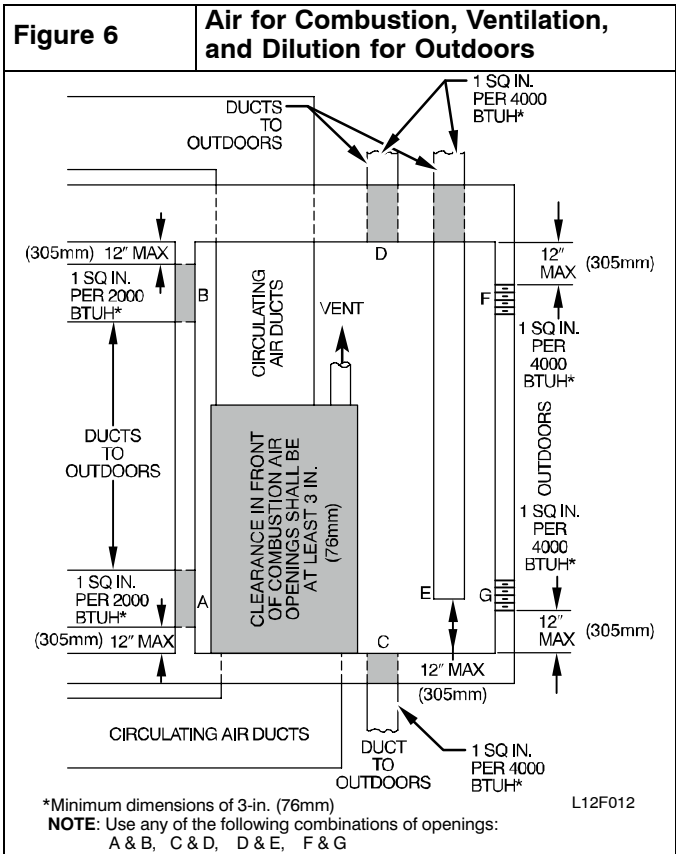 Figure 6
Air for Combustion, Ventilation,
and Dilution for Outdoors
DUCTS
TO
OUTDOORS
1 SQ IN.
PER 4000
BTUH*
(305mm) 12″ MAX
1 SQ IN.
PER 2000
BTUH*
B
CIRCULATING
AIR DUCTS
VENT
D
F
12″
MAX
(305mm)
1 SQ IN.
PER
4000
BTUH*
DUCTS
TO
OUTDOORS
CLEARANCE IN FRONT
OF COMBUSTION AIR
OPENINGS SHALL BE
AT LEAST 3 IN.
(76mm)
OUTDOORS
1 SQ IN.
PER
4000
BTUH*
1 SQ IN.
PER 2000
BTUH*
A
E
G
(305mm) 12″ MAX
C
12″
MAX
(305mm)
12″ MAX
(305mm)
CIRCULATING AIR DUCTS
DUCT
TO
OUTDOORS
1 SQ IN.
PER 4000
BTUH*
*Minimum dimensions of 3-in. (76mm)
L12F012
NOTE: Use any of the following combinations of openings:
A & B, C & D, D & E, F & G